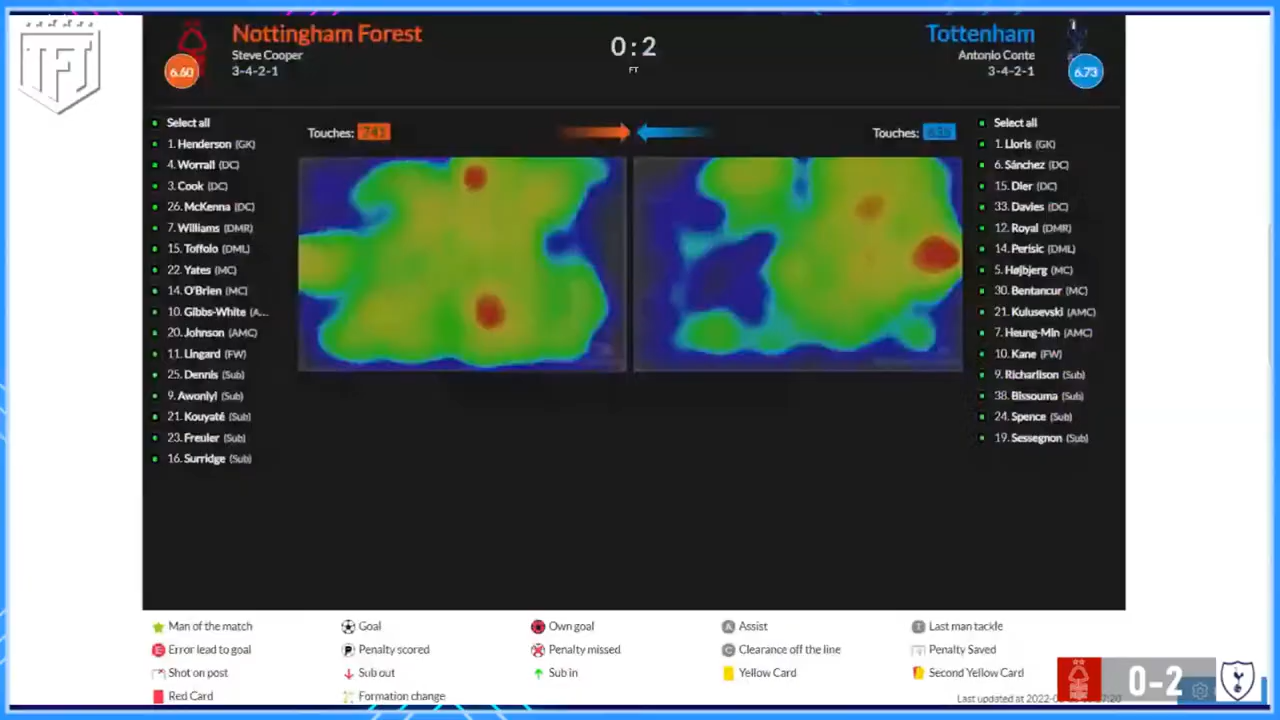 TFT
Nottingham Forest
Steve Cooper
3-4-2-1
6.60
0 : 2
FT
Tottenham
Antonio Conte
3-4-2-1
6.73
Select all
1. Henderson (GK)
4. Worrall (DC)
3. Cook (DC)
26. McKenna (DC)
7. Williams (DMR)
15. Toffolo (DML)
22. Yates (MC)
14. O'Brien (MC)
10. Gibbs-White (A...
20. Johnson (AMC)
11. Lingard (FW)
25. Dennis (Sub)
9. Awoniyi (Sub)
21. Kouyaté (Sub)
23. Freuler (Sub)
16. Surridge (Sub)
Touches:
Touches:
Select all
1. Lloris (GK)
6. Sánchez (DC)
15. Dier (DC)
33. Davies (DC)
12. Royal (DMR)
14. Perisic (DML)
5. Højbjerg (MC)
30. Bentancur (MC)
21. Kulusevski (AMC)
7. Heung-Min (AMC)
10. Kane (FW)
9. Richarlison (Sub)
38. Bissouma (Sub)
24. Spence (Sub)
19. Sessegnon (Sub)
Man of the match
Goal
Own goal
Assist
Last man tackle
Error lead to goal
Penalty scored
Penalty missed
Clearance off the line
Penalty Saved
Shot on post
Sub out
Sub in
Yellow Card
Second Yellow Card
Red Card
Formation change
Last updated at 2022-
0-2